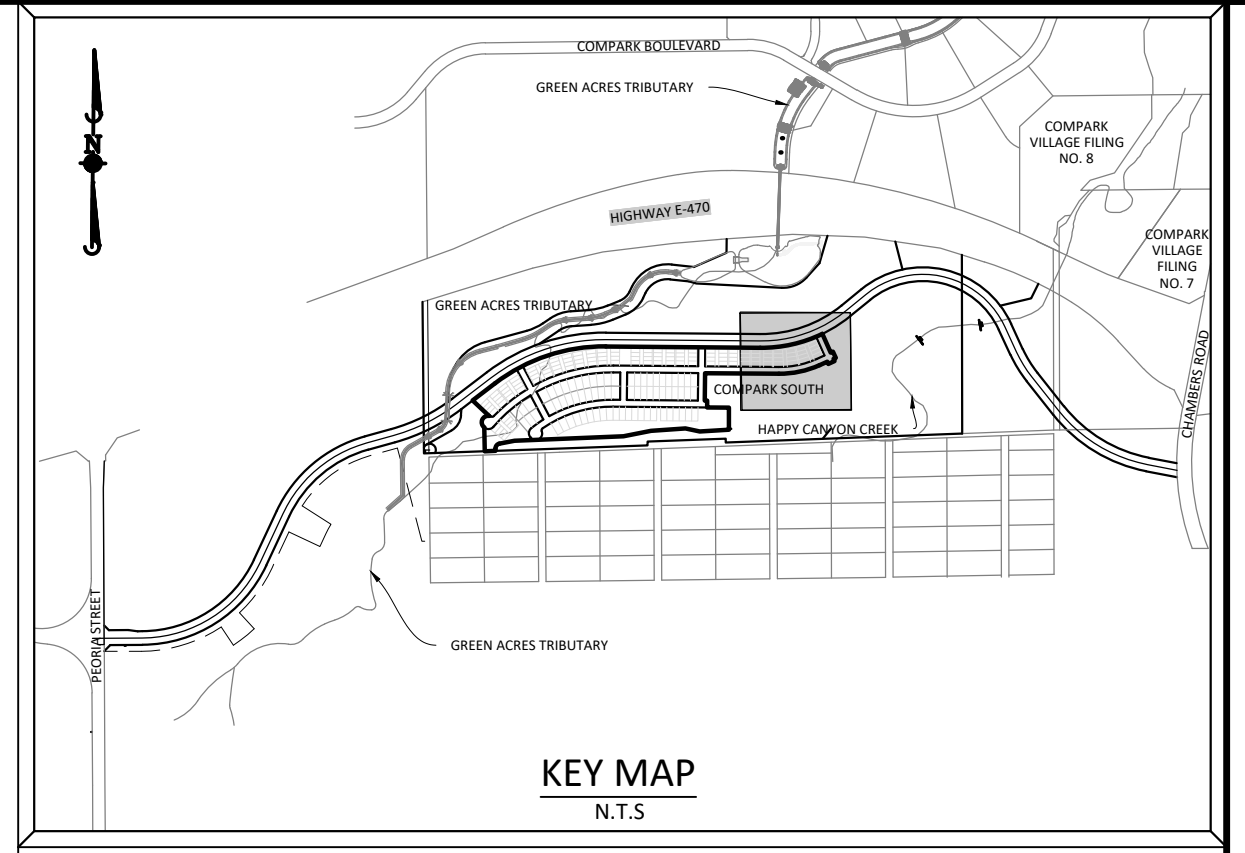 COMPARK BOULEVARD
GREEN ACRES TRIBUTARY
N
COMPARK
VILLAGE FILING
NO. 8
HIGHWAY E-470
COMPARK
VILLAGE
FILING
NO. 7
GREEN ACRES TRIBUTARY
CHAMBERS ROAD
COMPARK SOUTH
HAPPY CANYON CREEK
PEORIA STREET
GREEN ACRES TRIBUTARY
KEY MAP
N.T.S